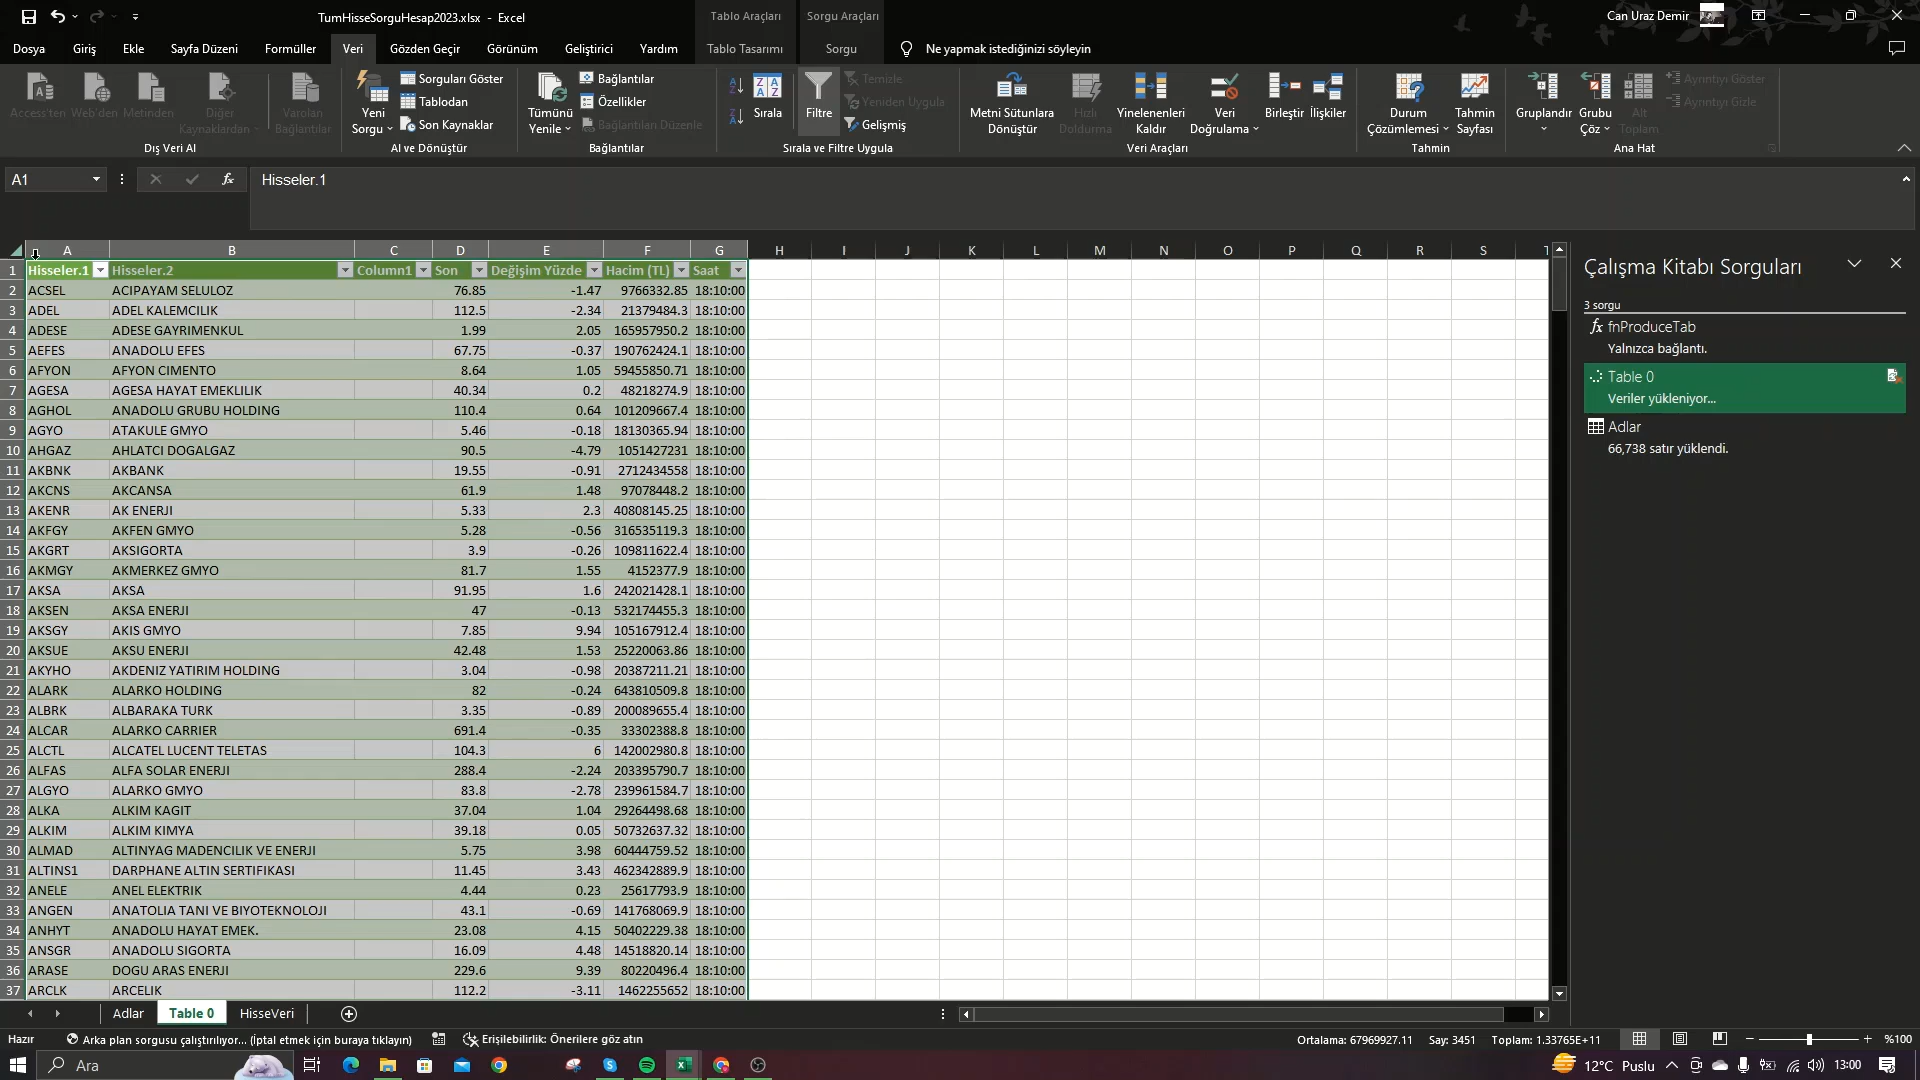 TumHisseSorguHesap2023.xlsx - Excel
Tablo Araçları
Sorgu Araçları
Can Uraz Demir
Dosya Giriş Ekle Sayfa Düzeni Formüller Veri Gözden Geçir Görünüm Geliştirici Yardım Tablo Tasarımı Sorgu Ne yapmak istediğinizi söyleyin
Access'ten
Web'den
Metinden
Diğer
Kaynaklardan
Varolan
Bağlantılar
Dış Veri Al
Yeni
Sorgu
Sorguları Göster
Tablodan
Son Kaynaklar
Al ve Dönüştür
Tümünü
Yenile
Bağlantılar
Özellikler
Bağlantıları Düzenle
Bağlantılar
Sırala
Filtre
Temizle
Yeniden Uygula
Gelişmiş
Sırala ve Filtre Uygula
Metni Sütunlara
Dönüştür
Hızlı
Doldurma
Yinelenenleri
Kaldır
Veri
Doğrulama
Birleştir
İlişkiler
Veri Araçları
Durum
Çözümlemesi
Tahmin
Sayfası
Tahmin
Gruplandır
Grubu
Çöz
Alt
Toplam
Ayrıntıyı Göster
Ayrıntıyı Gizle
Ana Hat
A1
fx
Hisseler.1
A B C D E F G H I J K L M N O P Q R S T
1 Hisseler.1 Hisseler.2 Column1 Son Değişim Yüzde Hacim (TL) Saat
2 ACSEL ACIPAYAM SELULOZ 76.85 -1.47 9766332.85 18:10:00
3 ADEL ADEL KALEMCILIK 112.5 -2.34 21379484.3 18:10:00
4 ADESE ADESE GAYRIMENKUL 1.99 2.05 165957950.2 18:10:00
5 AEFES ANADOLU EFES 67.75 -0.37 190762424.1 18:10:00
6 AFYON AFYON CIMENTO 8.64 1.05 59455850.71 18:10:00
7 AGESA AGESA HAYAT EMEKLILIK 40.34 0.2 48218274.9 18:10:00
8 AGHOL ANADOLU GRUBU HOLDING 110.4 0.64 101209667.4 18:10:00
9 AGYO ATAKULE GMYO 5.46 -0.18 18130365.94 18:10:00
10 AHGAZ AHLATCI DOGALGAZ 90.5 -4.79 1051427231 18:10:00
11 AKBNK AKBANK 19.55 -0.91 2712434558 18:10:00
12 AKCNS AKCANSA 61.9 1.48 97078448.2 18:10:00
13 AKENR AK ENERJI 5.33 2.3 40808145.25 18:10:00
14 AKFGY AKFEN GMYO 5.28 -0.56 316535119.3 18:10:00
15 AKGRT AKSIGORTA 3.9 -0.26 109811622.4 18:10:00
16 AKMGY AKMERKEZ GMYO 81.7 1.55 4152377.9 18:10:00
17 AKSA AKSA 91.95 1.6 242021428.1 18:10:00
18 AKSEN AKSA ENERJI 47 -0.13 532174455.3 18:10:00
19 AKSGY AKIS GMYO 7.85 9.94 105167912.4 18:10:00
20 AKSUE AKSU ENERJI 42.48 1.53 25220063.86 18:10:00
21 AKYHO AKDENIZ YATIRIM HOLDING 3.04 -0.98 20387211.21 18:10:00
22 ALARK ALARKO HOLDING 82 -0.24 643810509.8 18:10:00
23 ALBRK ALBARAKA TURK 3.35 -0.89 200089655.4 18:10:00
24 ALCAR ALARKO CARRIER 691.4 -0.35 33302388.8 18:10:00
25 ALCTL ALCATEL LUCENT TELETAS 104.3 6 142002980.8 18:10:00
26 ALFAS ALFA SOLAR ENERJI 288.4 -2.24 203395790.7 18:10:00
27 ALGYO ALARKO GMYO 83.8 -2.78 239961584.7 18:10:00
28 ALKA ALKIM KAGIT 37.04 1.04 29264498.68 18:10:00
29 ALKIM ALKIM KIMYA 39.18 0.05 50732637.32 18:10:00
30 ALMAD ALTINYAG MADENCILIK VE ENERJI 5.75 3.98 60444759.52 18:10:00
31 ALTINS1 DARPHANE ALTIN SERTIFIKASI 11.45 3.43 462342889.9 18:10:00
32 ANELE ANEL ELEKTRIK 4.44 0.23 25617793.9 18:10:00
33 ANGEN ANATOLIA TANI VE BIYOTEKNOLOJI 43.1 -0.69 141768069.9 18:10:00
34 ANHYT ANADOLU HAYAT EMEK. 23.08 4.15 50402229.38 18:10:00
35 ANSGR ANADOLU SIGORTA 16.09 4.48 14518820.14 18:10:00
36 ARASE DOGU ARAS ENERJI 229.6 9.39 80220496.4 18:10:00
37 ARCLK ARCELIK 112.2 -3.11 1462255652 18:10:00
Çalışma Kitabı Sorguları
3 sorgu
fx fnProduceTab
Yalnızca bağlantı.
Table 0
Veriler yükleniyor...
Adlar
66,738 satır yüklendi.
Adlar Table 0 HisseVeri
Hazır Arka plan sorgusu çalıştırılıyor... (İptal etmek için buraya tıklayın) Erişilebilirlik: Önerilere göz atın Ortalama: 67969927.11 Say: 3451 Toplam: 1.33765E+11 %100
Ara 12°C Puslu 13:00